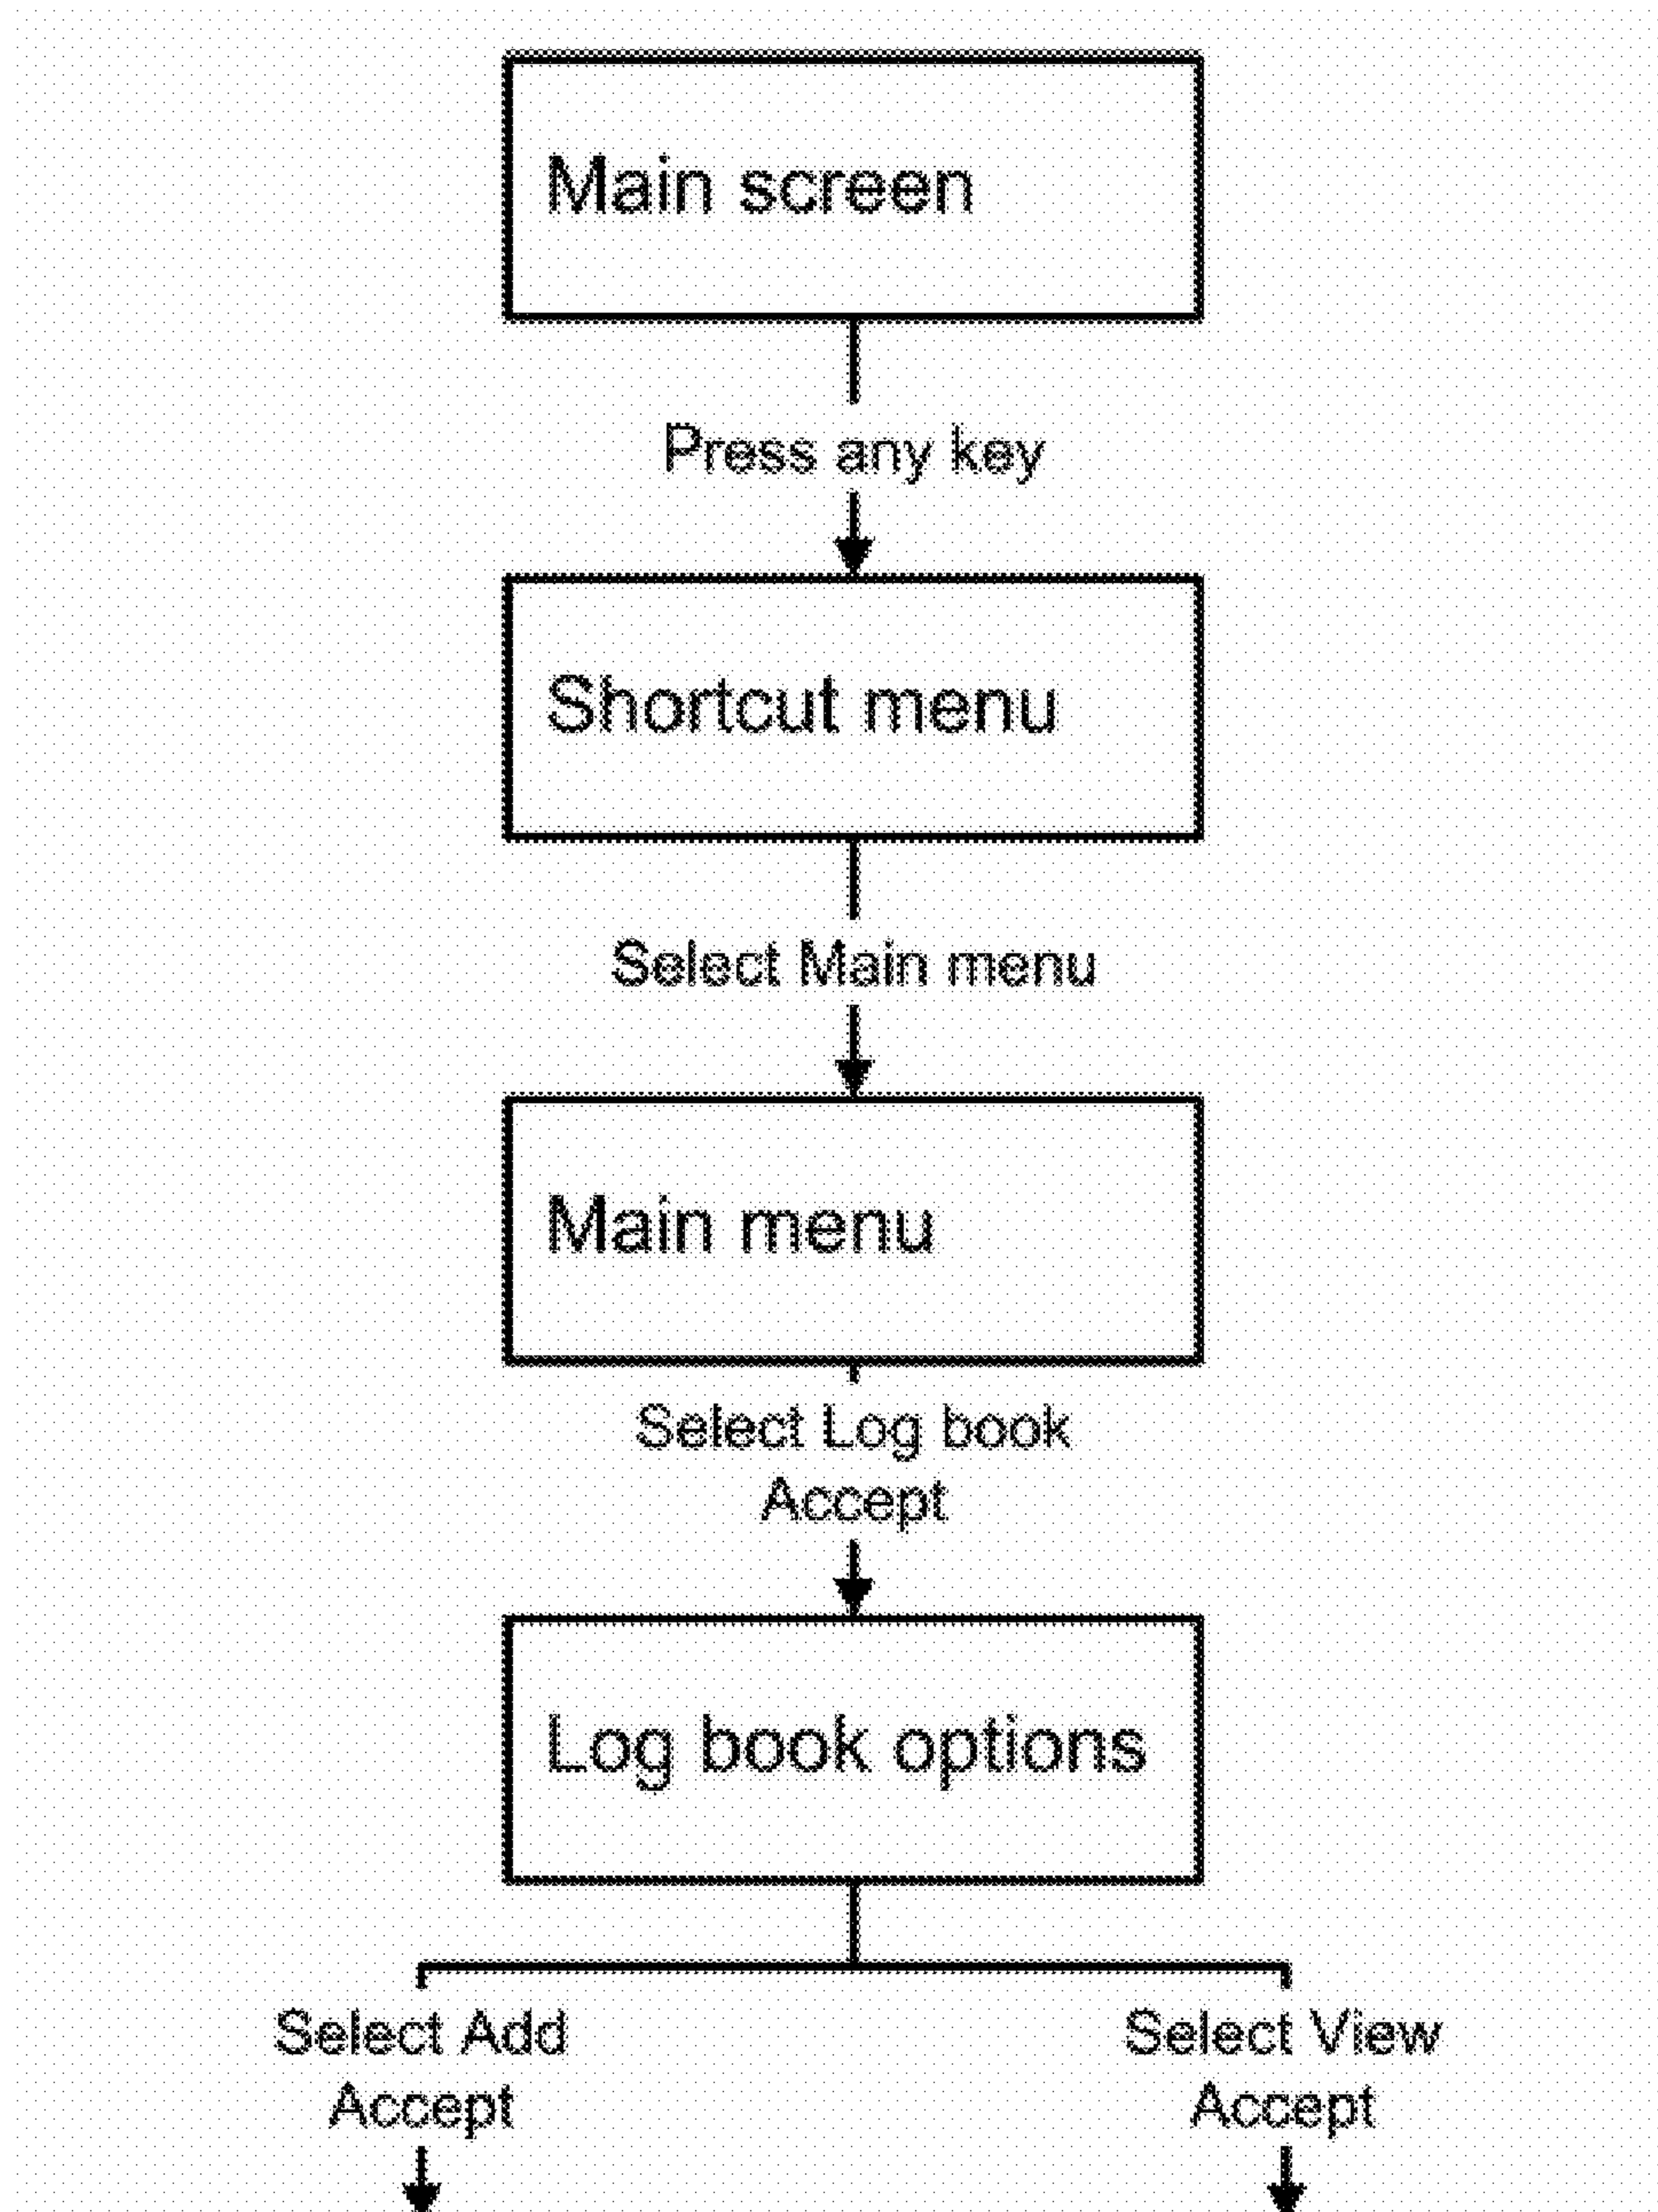 Main screen
Press any key
Shortcut menu
Select Main menu
Main menu
Select Log book
Accept
Log book options
Select Add
Accept
Select View
Accept